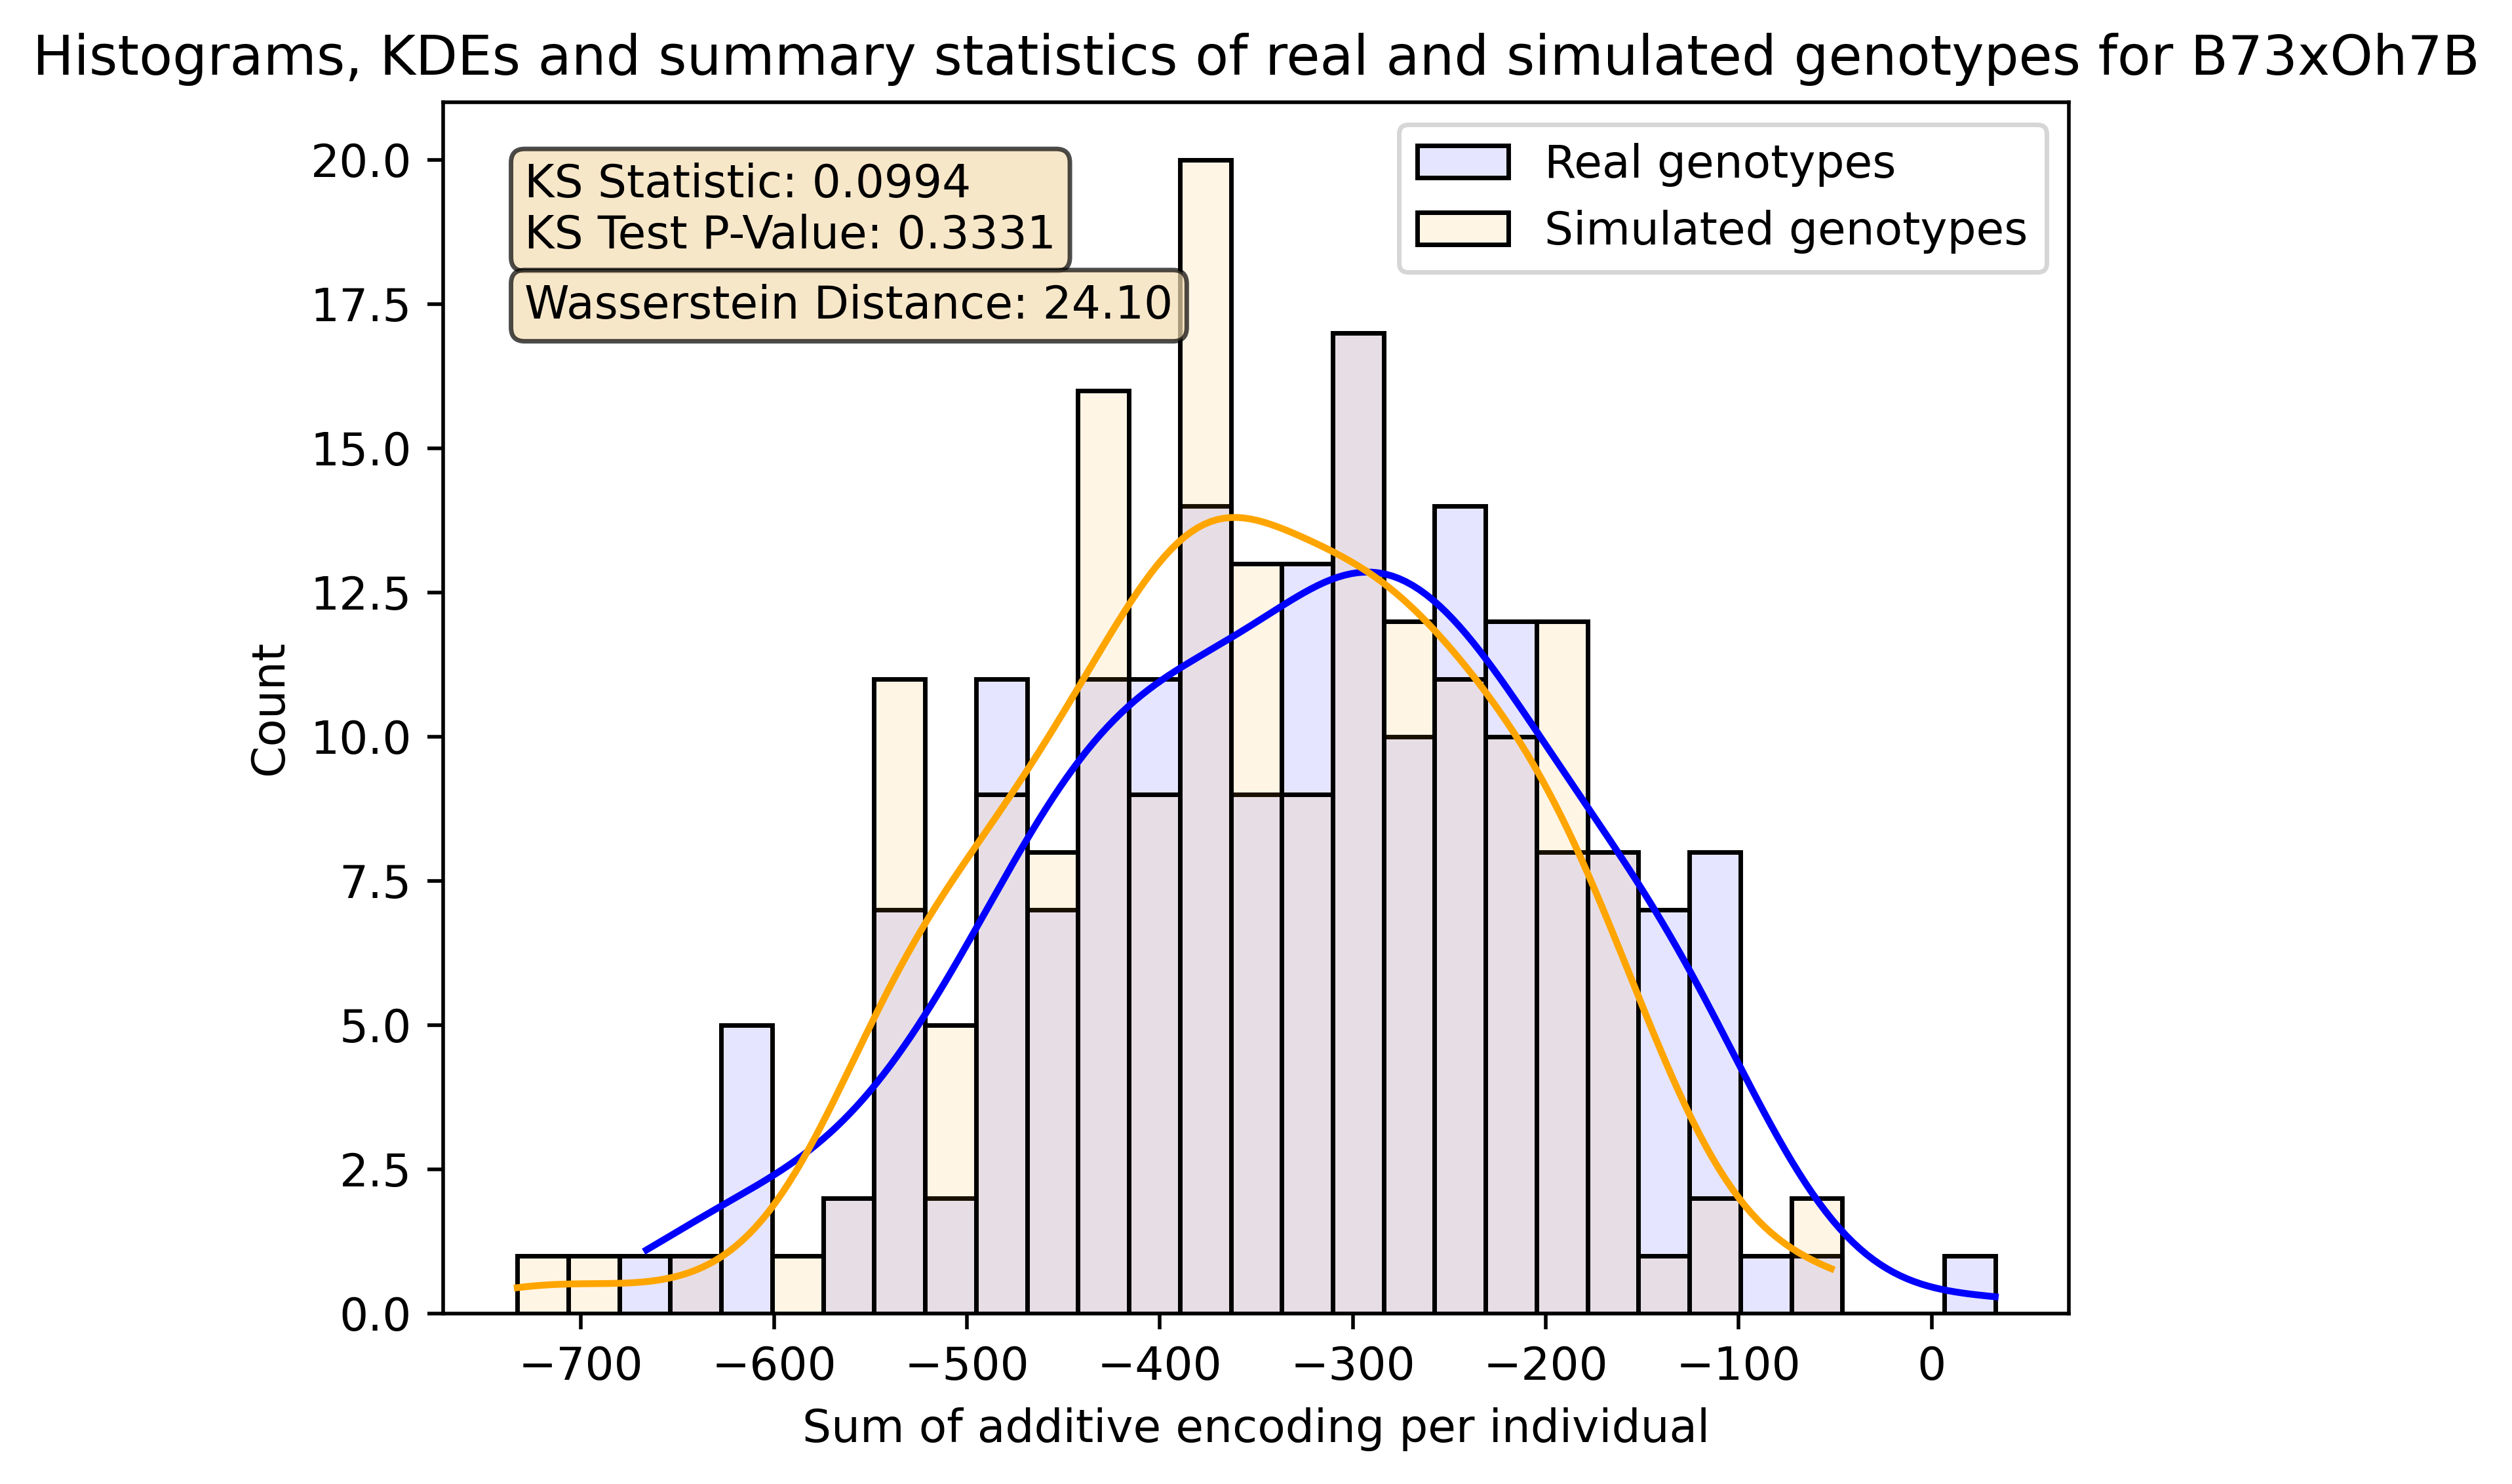 Histograms, KDEs and summary statistics of real and simulated genotypes for B73xOh7B
KS Statistic: 0.0994
KS Test P-Value: 0.3331
Wasserstein Distance: 24.10
Real genotypes
Simulated genotypes
Count
20.0
17.5
15.0
12.5
10.0
7.5
5.0
2.5
0.0
−700 −600 −500 −400 −300 −200 −100 0
Sum of additive encoding per individual